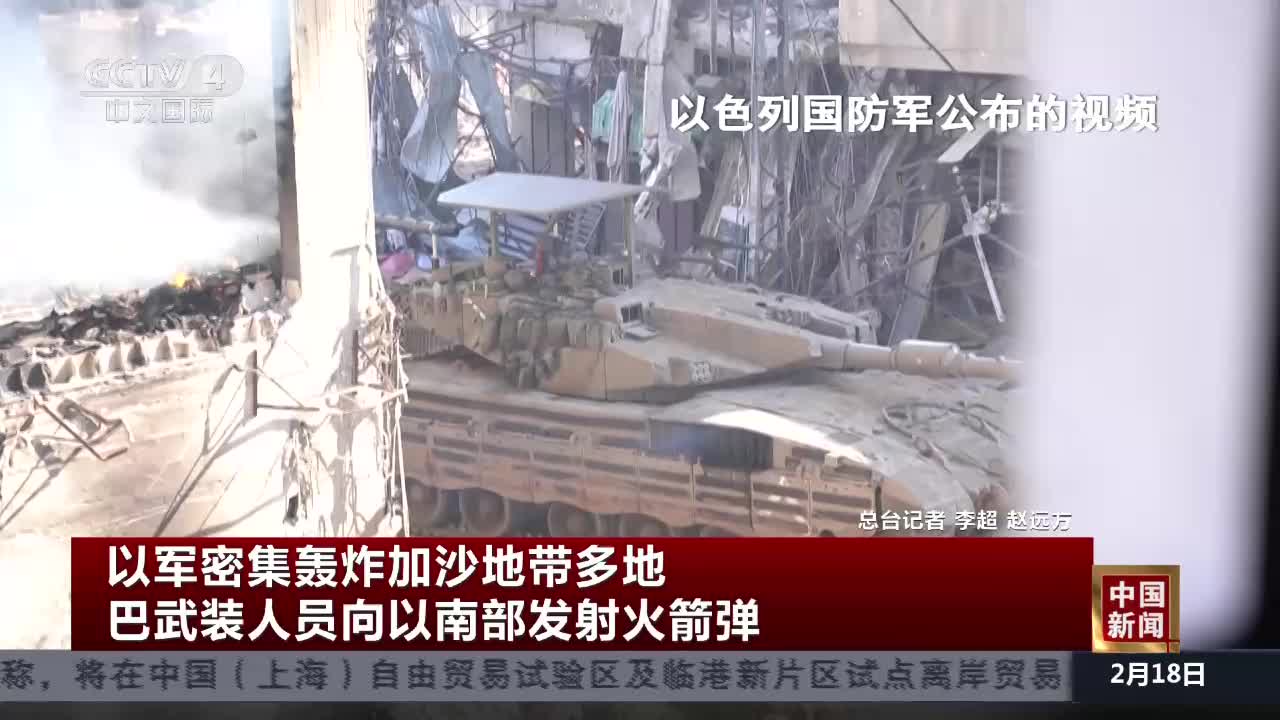 CCTV 4
中文国际
以色列国防军公布的视频
总台记者 李超 赵远方
以军密集轰炸加沙地带多地
巴武装人员向以南部发射火箭弹
中国
新闻
称，将在中国（上海）自由贸易试验区及临港新片区试点离岸贸易
2月18日